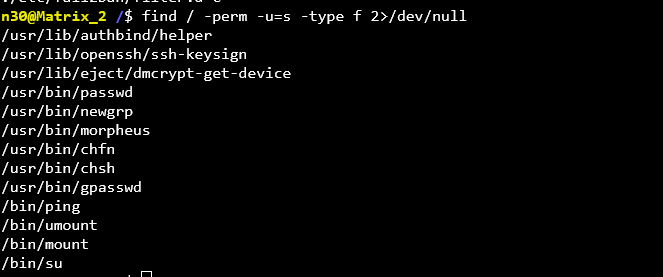 n30@Matrix_2 /$ find / -perm -u=s -type f 2>/dev/null
/usr/lib/authbind/helper
/usr/lib/openssh/ssh-keysign
/usr/lib/eject/dmcrypt-get-device
/usr/bin/passwd
/usr/bin/newgrp
/usr/bin/morpheus
/usr/bin/chfn
/usr/bin/chsh
/usr/bin/gpasswd
/bin/ping
/bin/umount
/bin/mount
/bin/su